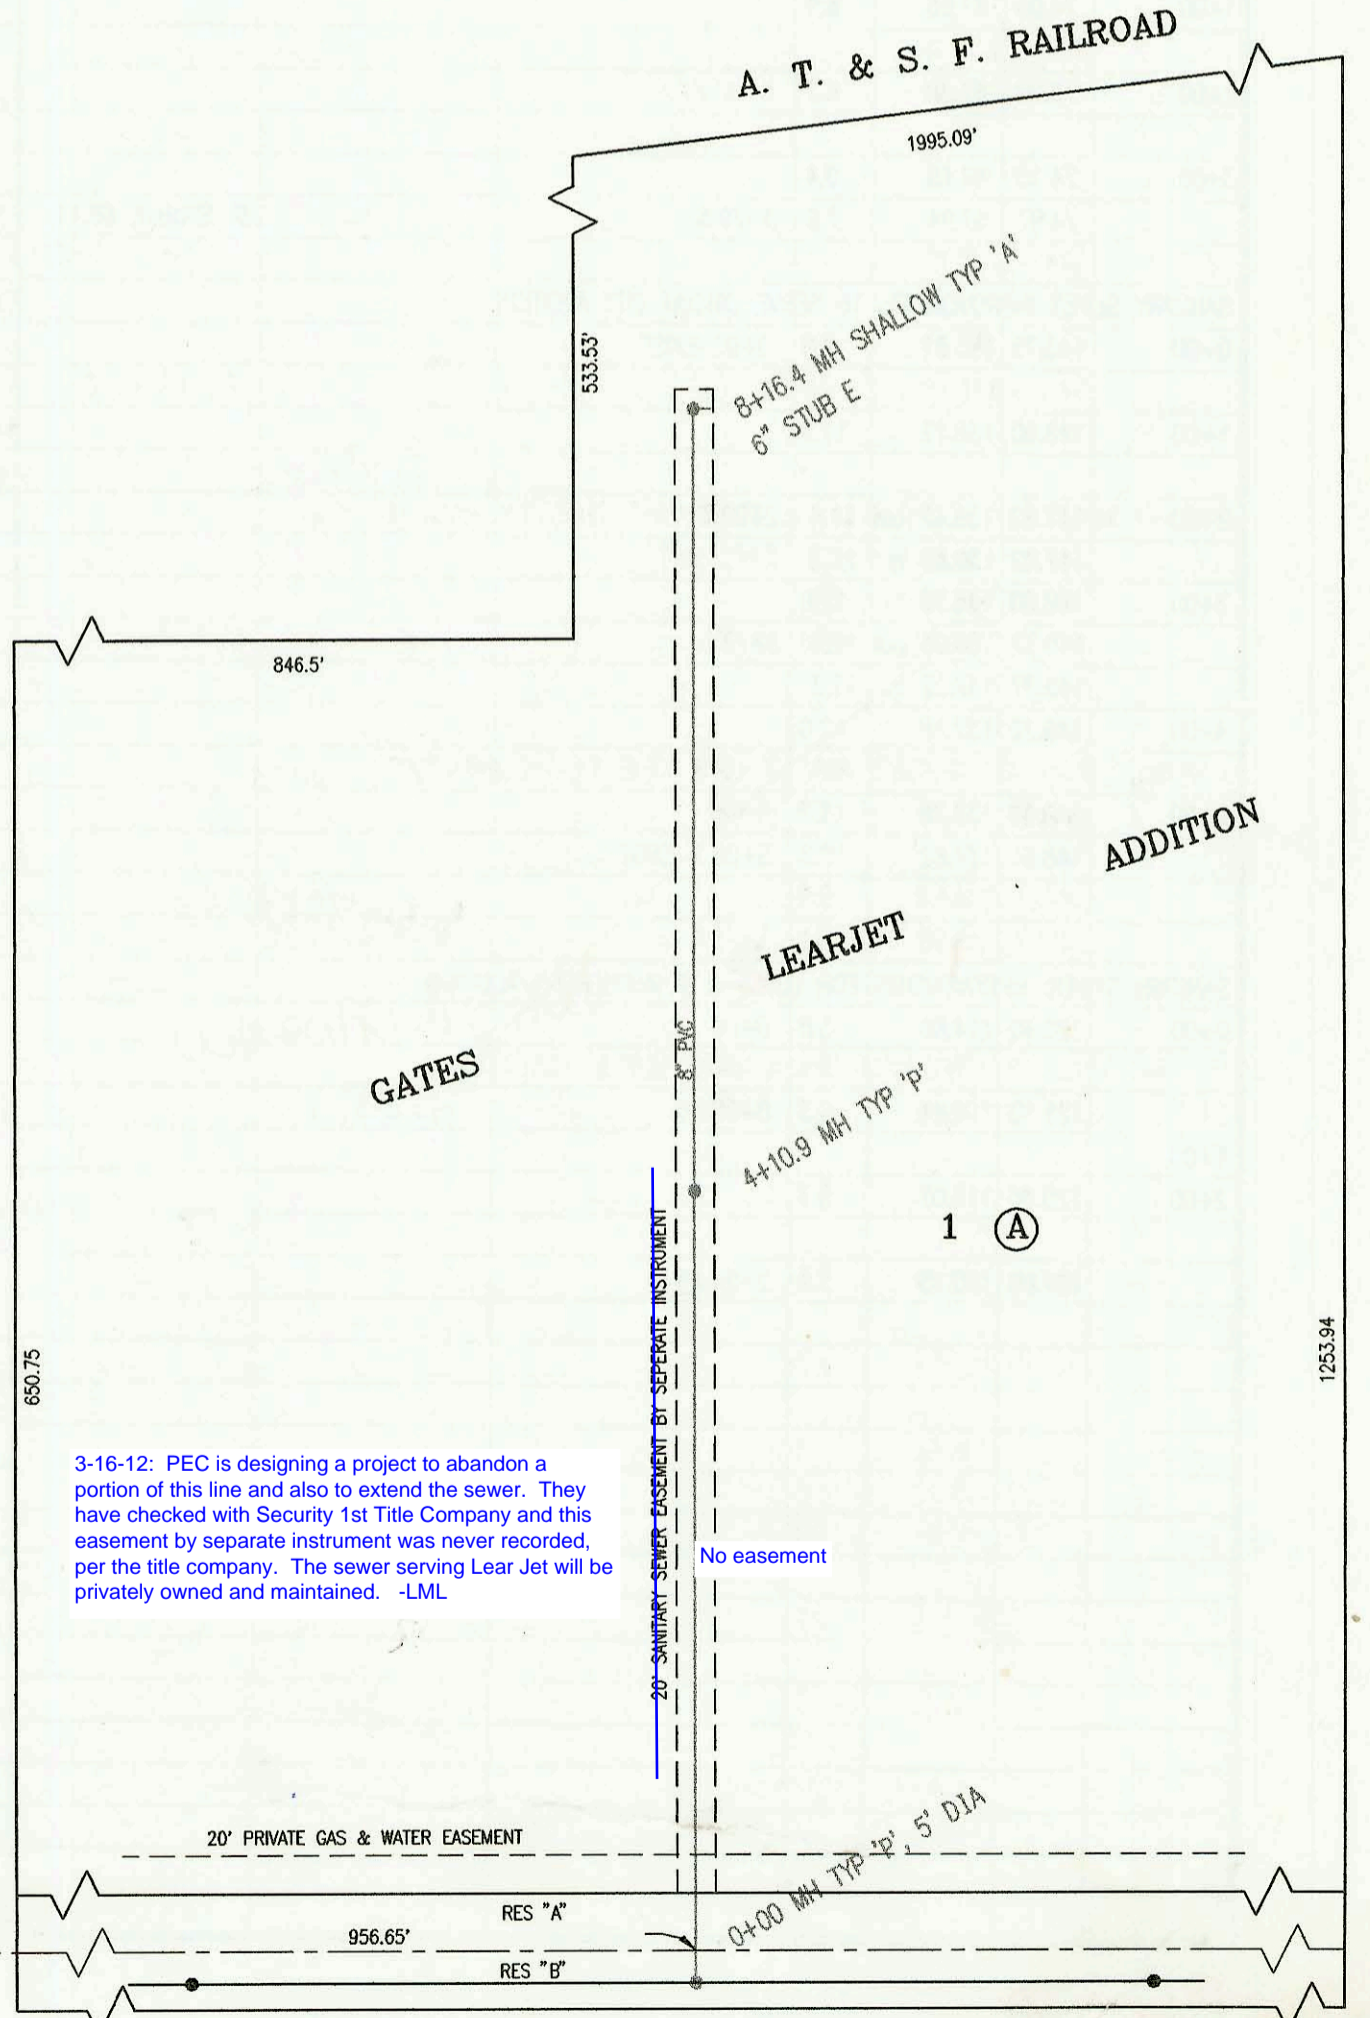 A. T. & S. F. RAILROAD
1995.09'
533.53'
8+16.4 MH SHALLOW TYP 'A'
6" STUB E
846.5'
ADDITION
LEARJET
GATES
8" PVC
4+10.9 MH TYP 'P'
1 A
20' SANITARY SEWER EASEMENT BY SEPERATE INSTRUMENT
650.75
1253.94
3-16-12: PEC is designing a project to abandon a
portion of this line and also to extend the sewer. They
have checked with Security 1st Title Company and this
easement by separate instrument was never recorded,
per the title company. The sewer serving Lear Jet will be
privately owned and maintained. -LML
No easement
20' PRIVATE GAS & WATER EASEMENT
0+00 MH TYP 'P', 5' DIA
RES "A"
956.65'
RES "B"